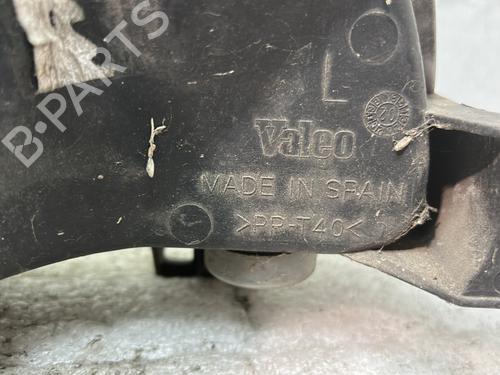 B-PARTS
L
Valeo
MADE IN SPAIN
>PP-T40<